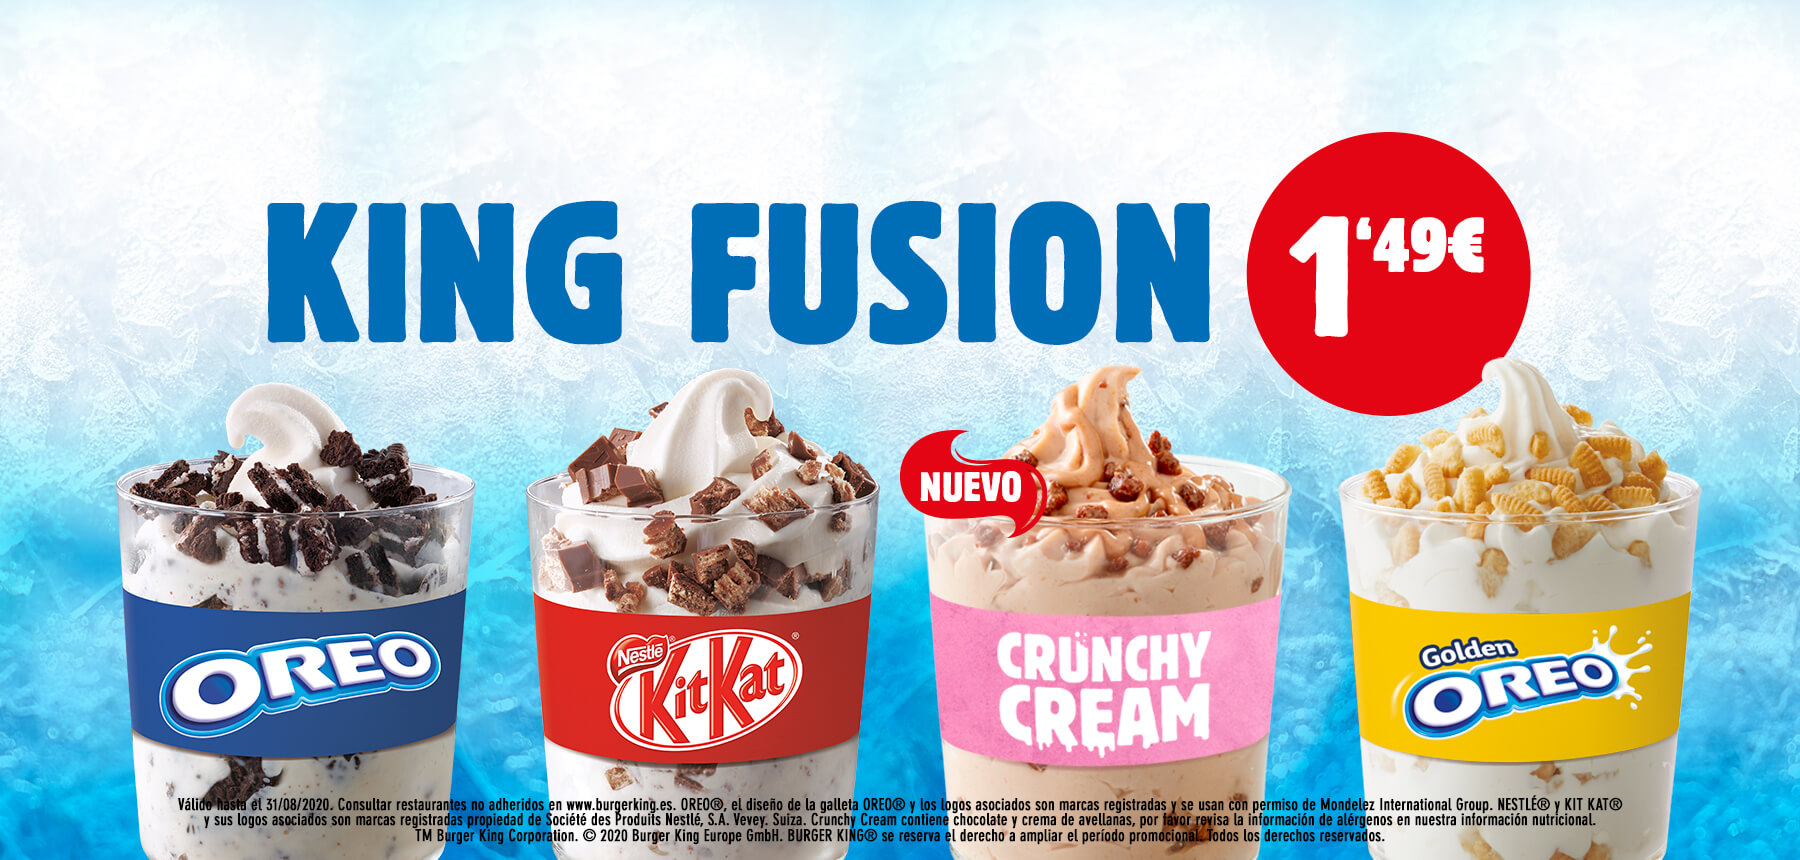 KING FUSION
1'49€
NUEVO
OREO
Nestlé®
KitKat®
CRUNCHY
CREAM
Golden
OREO
Válido hasta el 31/08/2020. Consultar restaurantes no adheridos en www.burgerking.es. OREO®, el diseño de la galleta OREO® y los logos asociados son marcas registradas y se usan con permiso de Mondelez International Group. NESTLÉ® y KIT KAT®
y sus logos asociados son marcas registradas propiedad de Société des Produits Nestlé, S.A. Vevey. Suiza. Crunchy Cream contiene chocolate y crema de avellanas, por favor revisa la información de alérgenos en nuestra información nutricional.
TM Burger King Corporation. © 2020 Burger King Europe GmbH. BURGER KING® se reserva el derecho a ampliar el período promocional. Todos los derechos reservados.